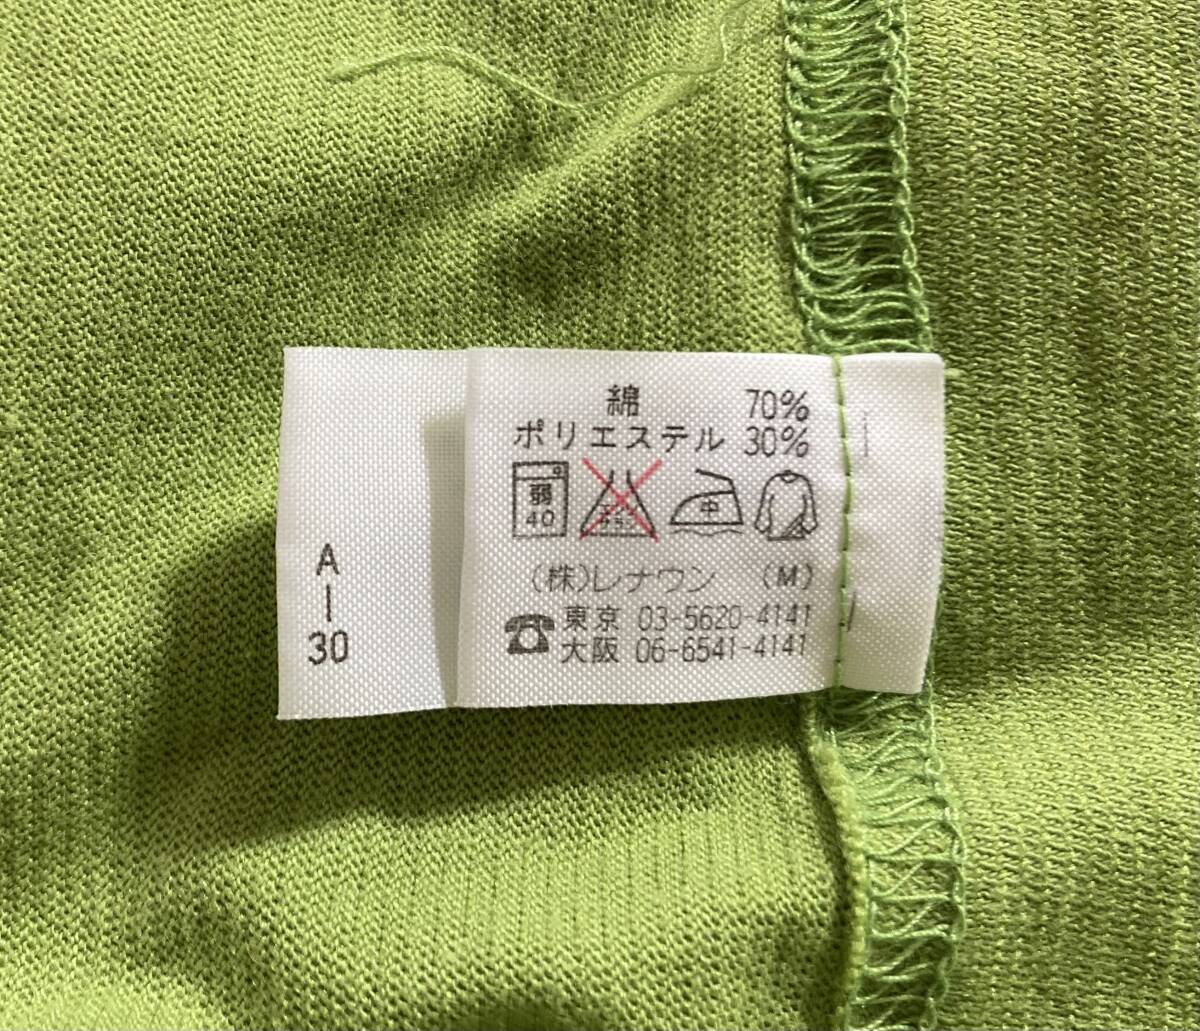 綿 70%
ポリエステル 30%
弱
40
中
(株)レナウン (M)
東京 03-5620-4141
大阪 06-6541-4141
A
|
30